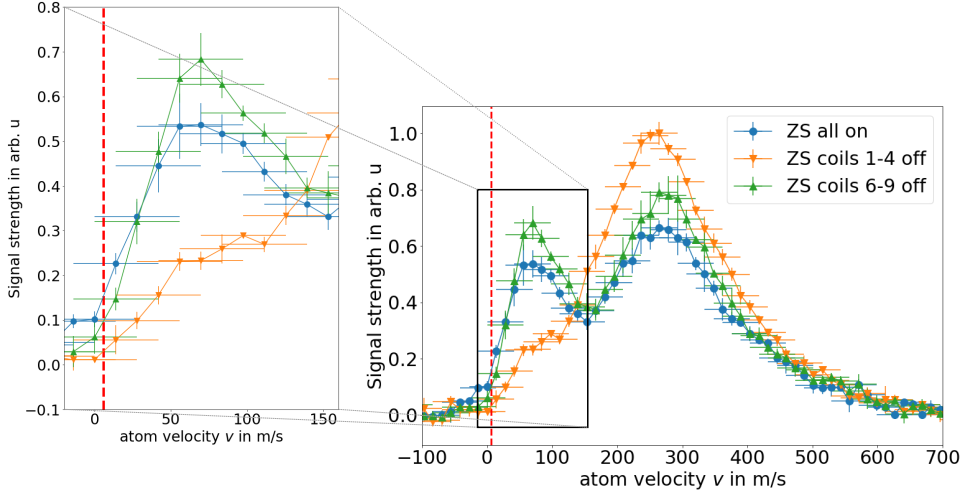 0.8
0.7
0.6
0.5
0.4
0.3
0.2
0.1
0.0
−0.1
Signal strength in arb. u
0 50 100 150
atom velocity v in m/s
1.0
0.8
0.6
0.4
0.2
0.0
Signal strength in arb. u
ZS all on
ZS coils 1-4 off
ZS coils 6-9 off
−100 0 100 200 300 400 500 600 700
atom velocity v in m/s